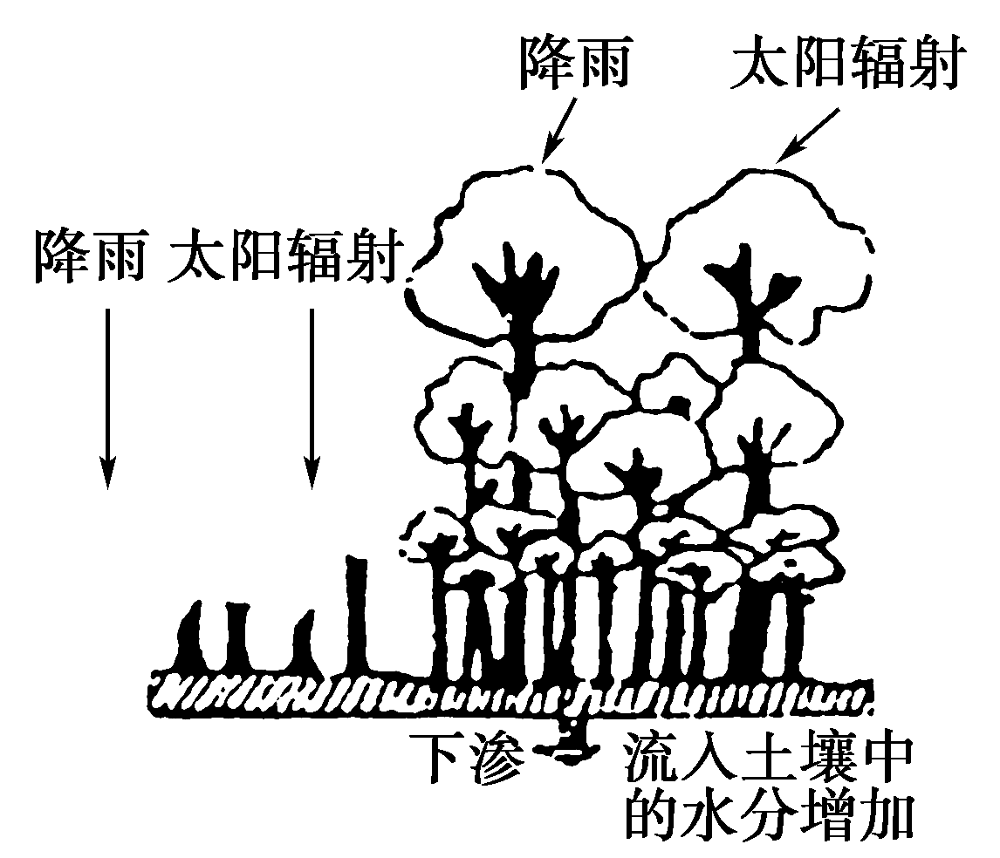 降雨 太阳辐射
降雨 太阳辐射
下渗
流入土壤中
的水分增加